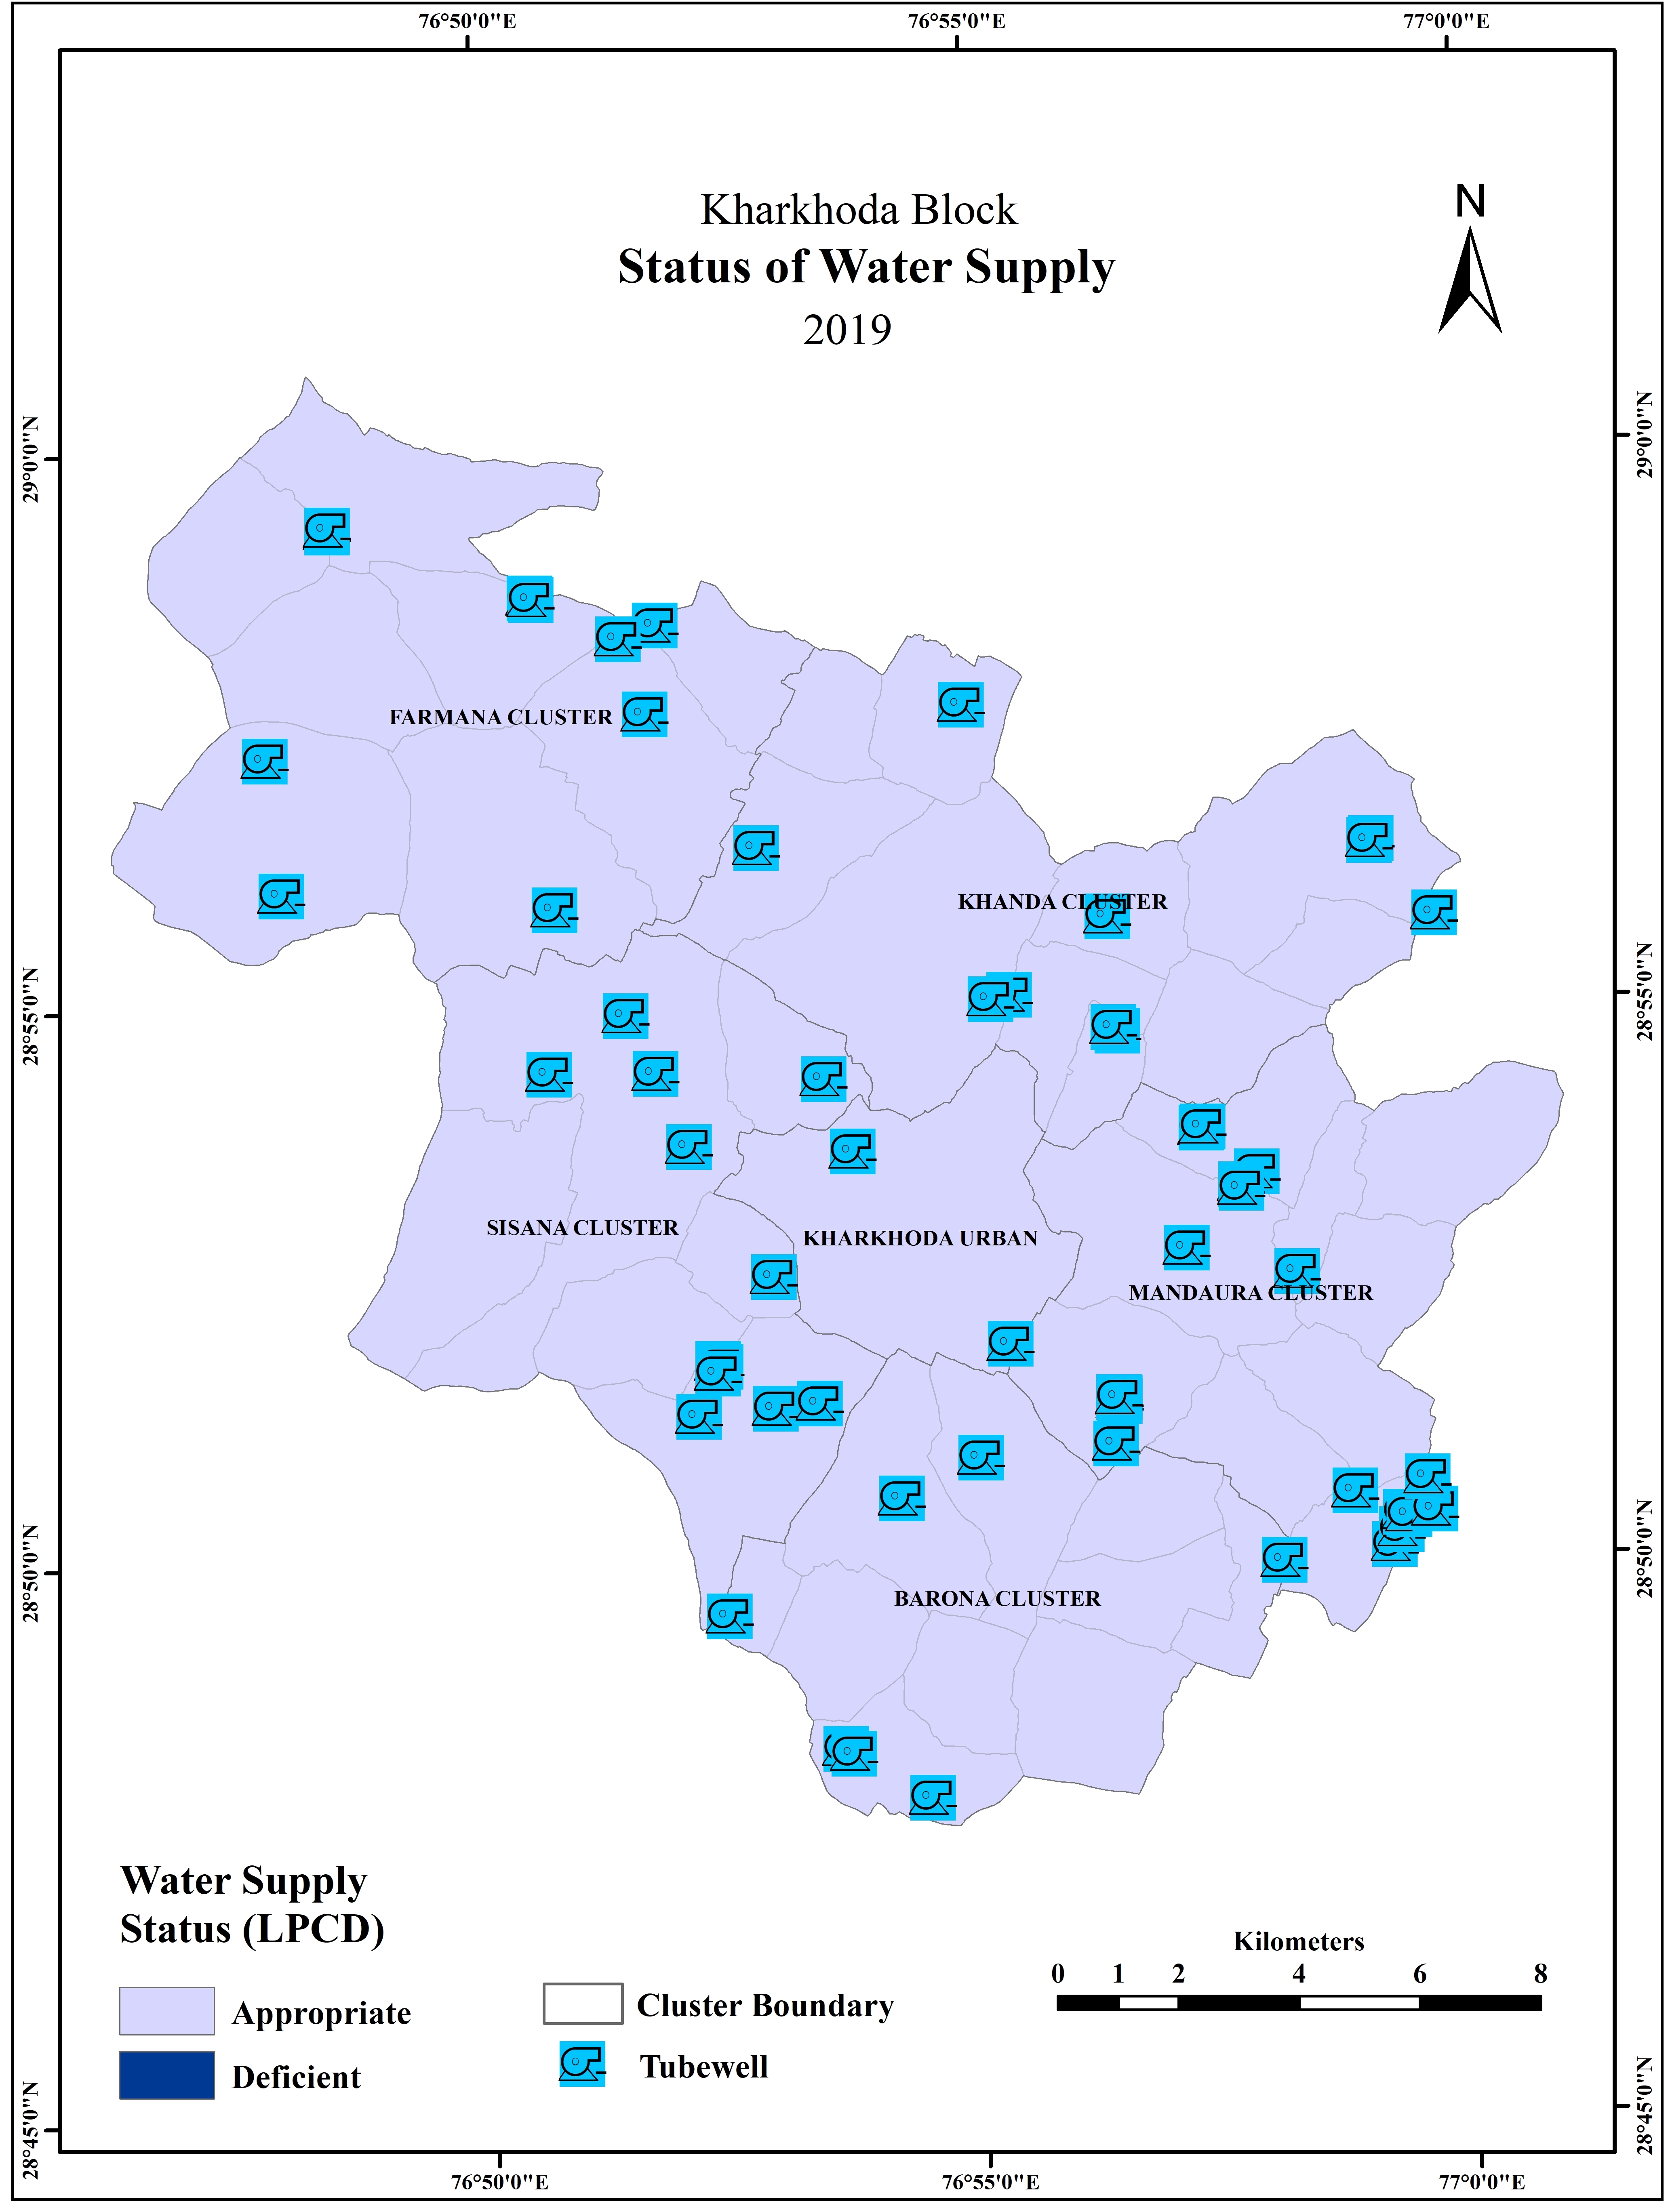 76°50'0"E 76°55'0"E 77°0'0"E
Kharkhoda Block
Status of Water Supply
2019
N
29°0'0"N 29°0'0"N
FARMANA CLUSTER
KHANDA CLUSTER
28°55'0"N 28°55'0"N
SISANA CLUSTER
KHARKHODA URBAN
MANDAURA CLUSTER
28°50'0"N 28°50'0"N
BARONA CLUSTER
Water Supply
Status (LPCD)
Appropriate
Deficient
Cluster Boundary
Tubewell
Kilometers
0 1 2 4 6 8
28°45'0"N 28°45'0"N
76°50'0"E 76°55'0"E 77°0'0"E